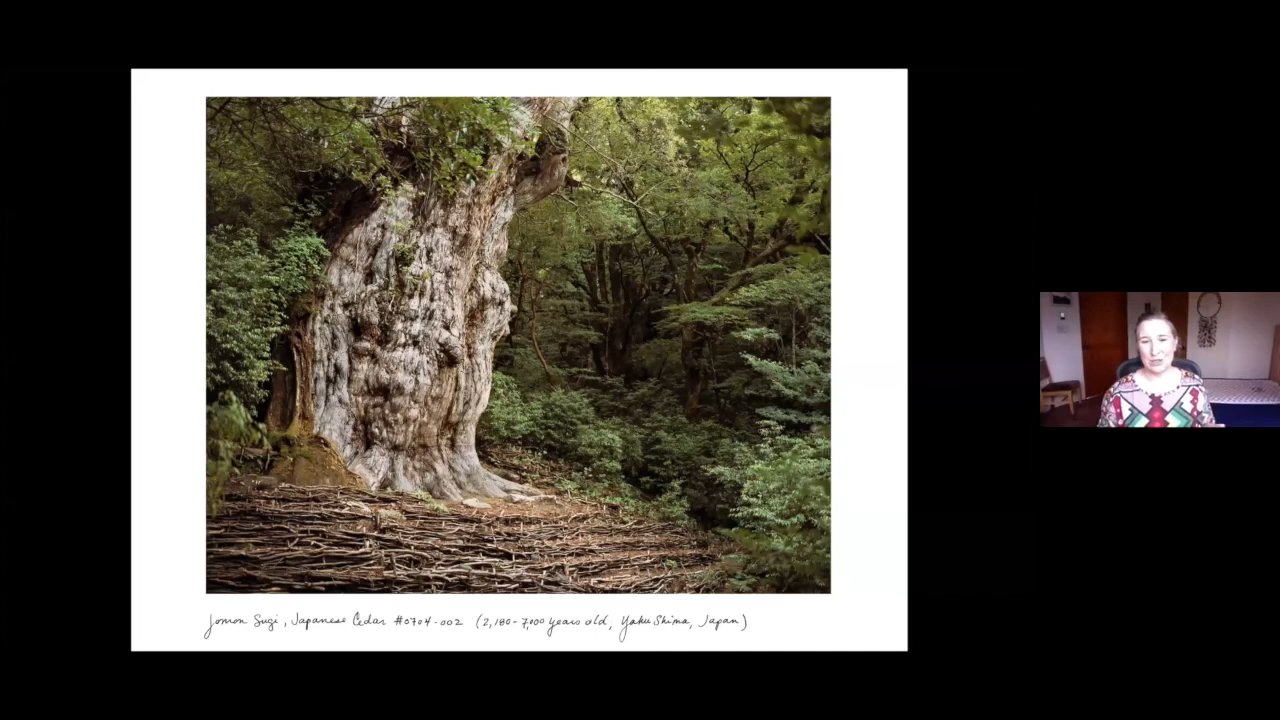 Jomon Sugi, Japanese Cedar #0704-002 (2,180-7,000 years old, Yaku Shima, Japan)